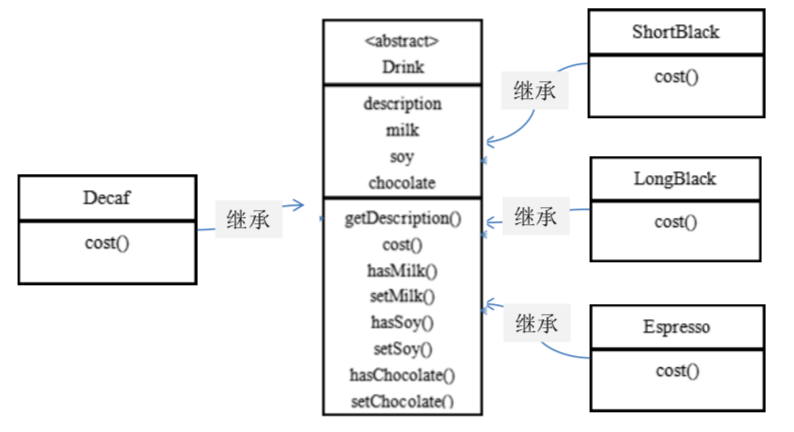 <abstract>
Drink
description
milk
soy
chocolate
getDescription()
cost()
hasMilk()
setMilk()
hasSoy()
setSoy()
hasChocolate()
setChocolate()
Decaf
cost()
继承
ShortBlack
cost()
继承
LongBlack
cost()
继承
Espresso
cost()
继承